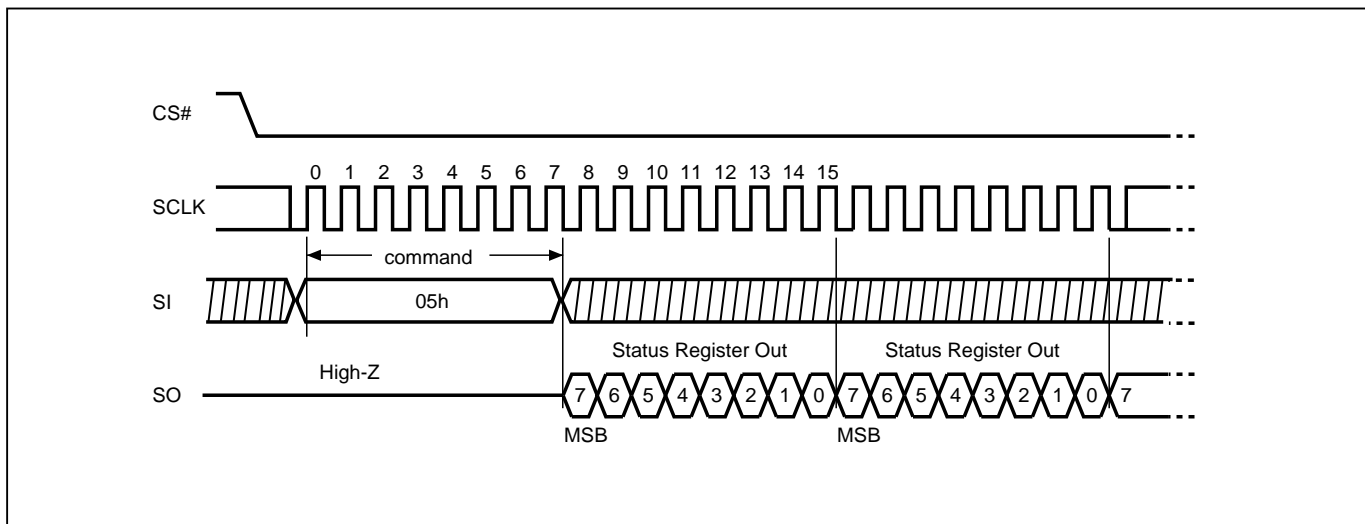 CS#
0 1 2 3 4 5 6 7 8 9 10 11 12 13 14 15
SCLK
command
SI
05h
Status Register Out Status Register Out
High-Z
SO
7 6 5 4 3 2 1 0 7 6 5 4 3 2 1 0 7
MSB MSB